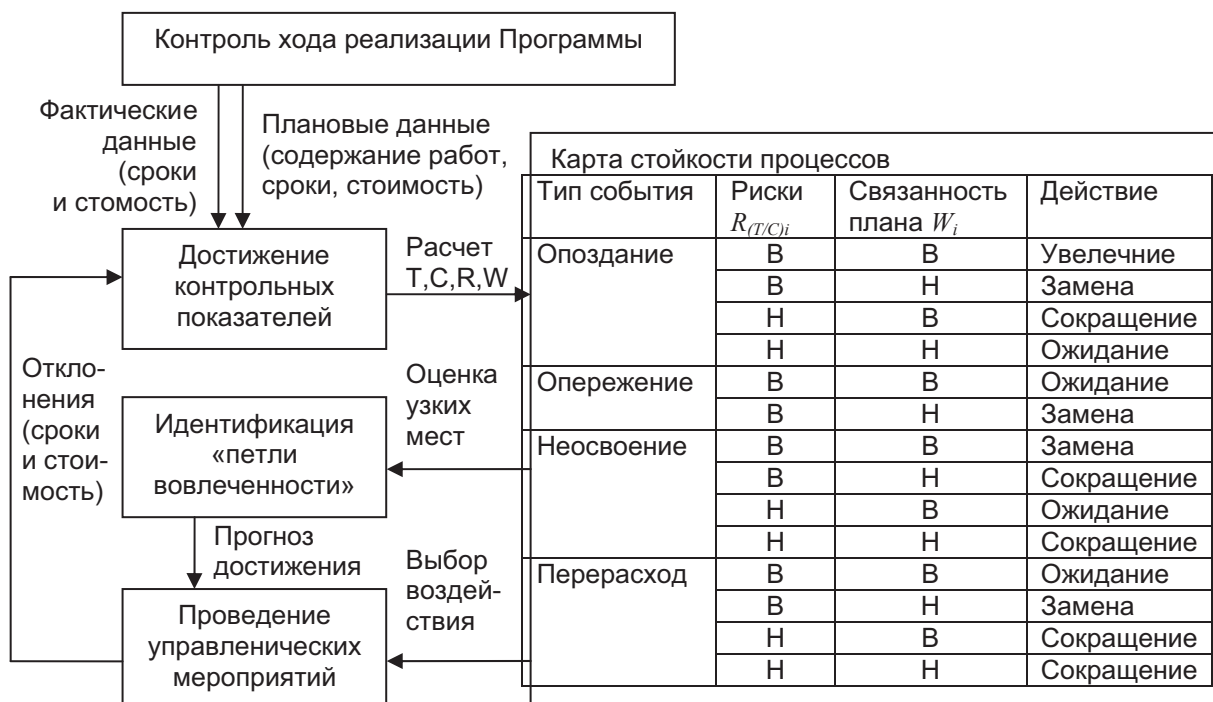 Контроль хода реализации Программы
Фактические
данные
(сроки
и стомость)
Плановые данные
(содержание работ,
сроки, стоимость)
Достижение
контрольных
показателей
Расчет
T,C,R,W
Откло-
нения
(сроки
и стои-
мость)
Идентификация
«петли
вовлеченности»
Оценка
узких
мест
Прогноз
достижения
Проведение
управленических
мероприятий
Выбор
воздей-
ствия
Карта стойкости процессов
Тип события Риски Связанность Действие
R(T/C)i плана Wi
Опоздание В В Увелечние
В Н Замена
Н В Сокращение
Н Н Ожидание
Опережение В В Ожидание
В Н Замена
Неосвоение В В Замена
В Н Сокращение
Н В Ожидание
Н Н Сокращение
Перерасход В В Ожидание
В Н Замена
Н В Сокращение
Н Н Сокращение